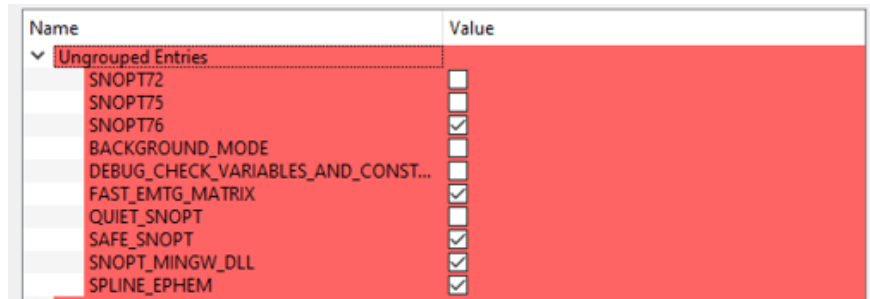 Name Value
Ungrouped Entries
SNOPT72
SNOPT75
SNOPT76
BACKGROUND_MODE
DEBUG_CHECK_VARIABLES_AND_CONST...
FAST_EMTG_MATRIX
QUIET_SNOPT
SAFE_SNOPT
SNOPT_MINGW_DLL
SPLINE_EPHEM